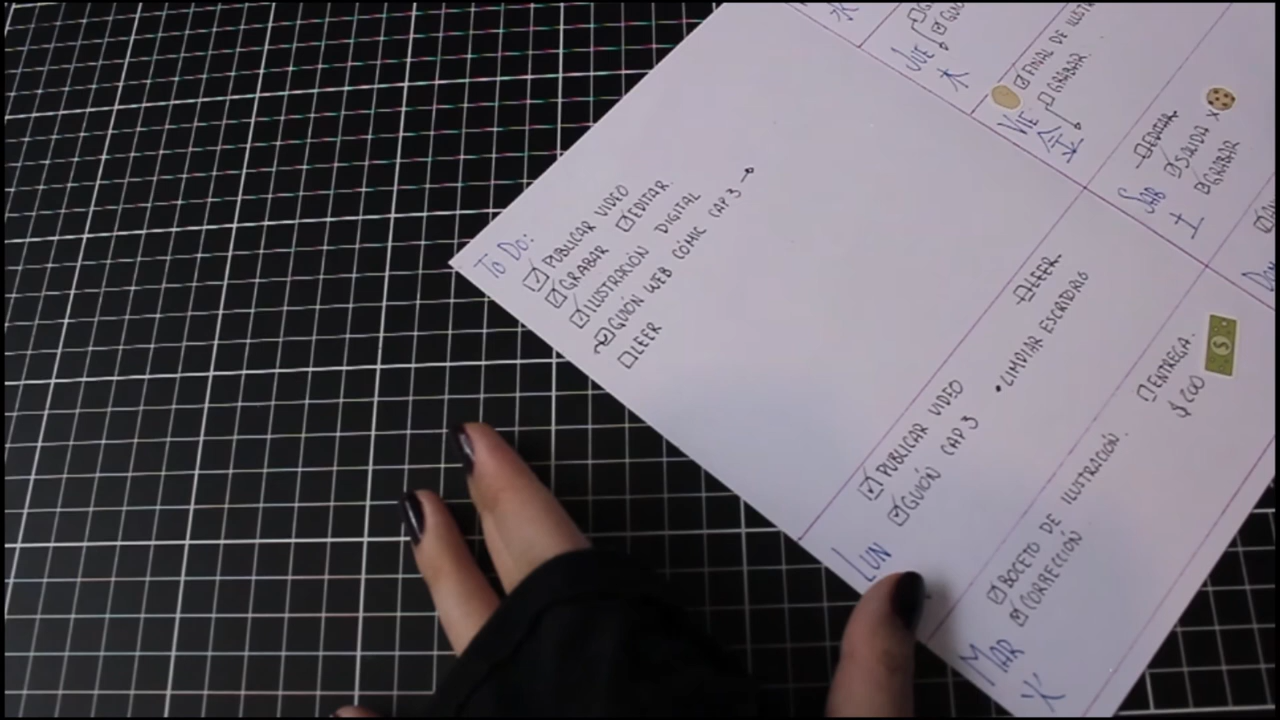 To Do:
PUBLICAR VIDEO
GRABAR EDITAR.
ILUSTRACIÓN DIGITAL
GUIÓN WEB CÓMIC CAP 3
LEER
LUN
PUBLICAR VIDEO LEER
GUIÓN CAP 3 • LIMPIAR ESCRITORIO
MAR
BOCETO DE ILUSTRACIÓN. ENTREGA.
CORRECCIÓN $200
JUE
VIE
FINAL DE
GRABAR
SAB
EDITAR
SALIDA x
GRABAR
DOM